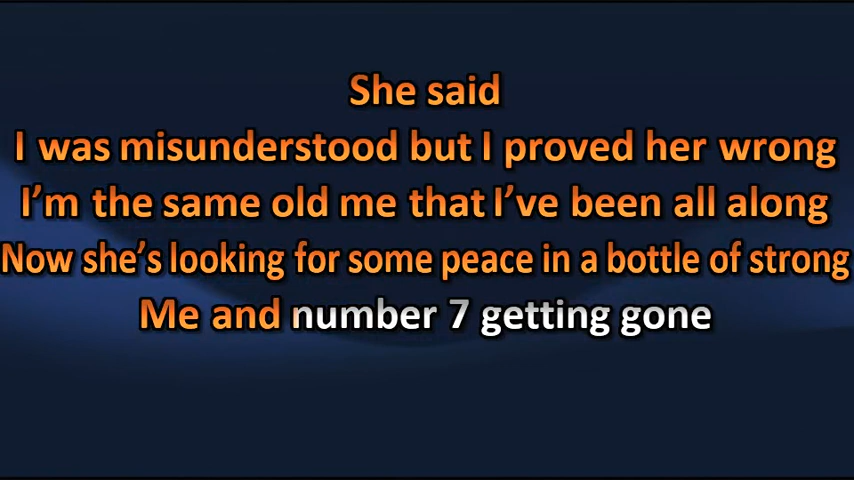 She said
I was misunderstood but I proved her wrong
I'm the same old me that I've been all along
Now she's looking for some peace in a bottle of strong
Me and number 7 getting gone